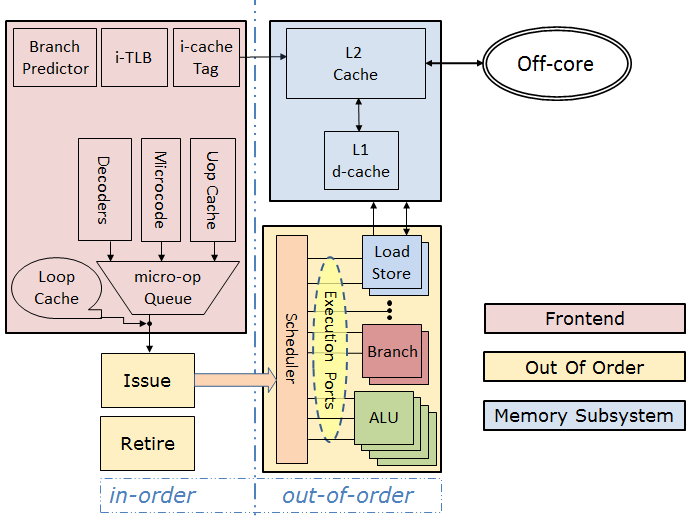 Branch
Predictor
i-TLB
i-cache
Tag
L2
Cache
Off-core
L1
d-cache
Decoders
Microcode
Uop Cache
Loop
Cache
micro-op
Queue
Load
Store
Scheduler
Execution Ports
Branch
ALU
Issue
Retire
Frontend
Out Of Order
Memory Subsystem
in-order
out-of-order